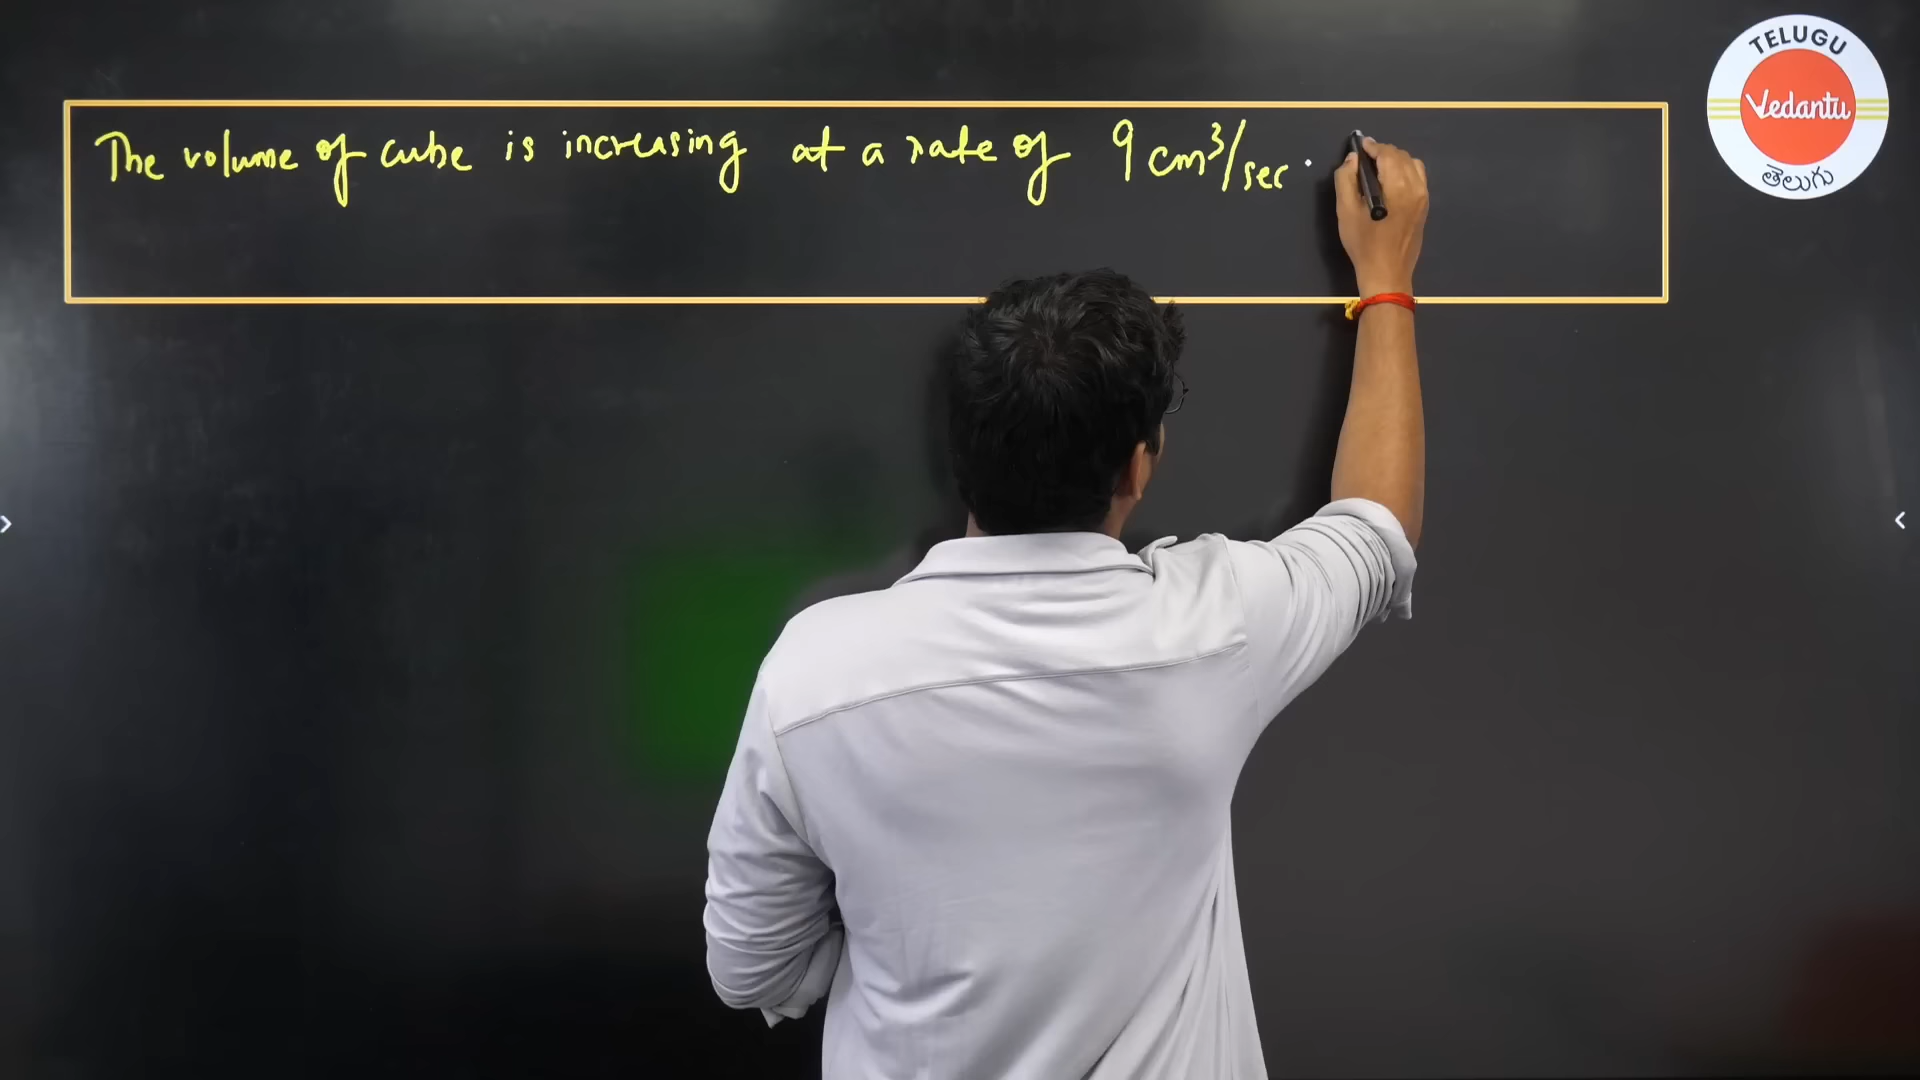 The volume of cube is increasing at a rate of 9 cm³/sec.
TELUGU
Vedantu
తెలుగు